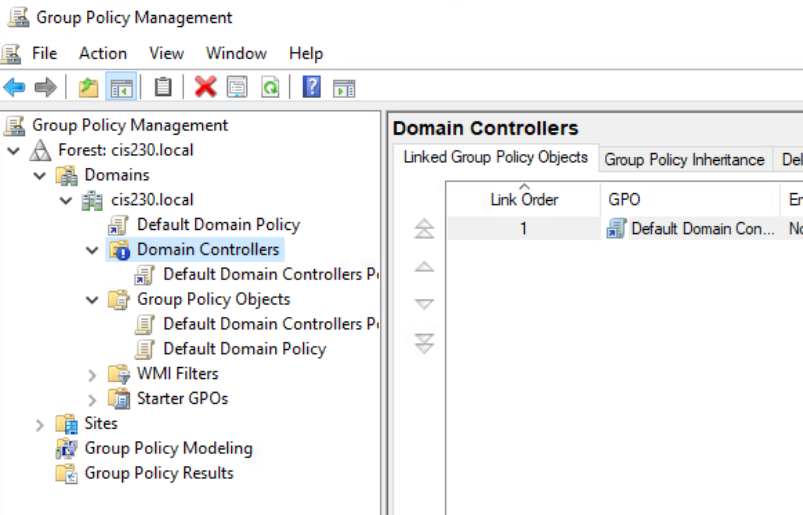 Group Policy Management
File Action View Window Help
Group Policy Management
Forest: cis230.local
Domains
cis230.local
Default Domain Policy
Domain Controllers
Default Domain Controllers P
Group Policy Objects
Default Domain Controllers P
Default Domain Policy
WMI Filters
Starter GPOs
Sites
Group Policy Modeling
Group Policy Results
Domain Controllers
Linked Group Policy Objects Group Policy Inheritance Del
Link Order GPO En
1 Default Domain Con... No